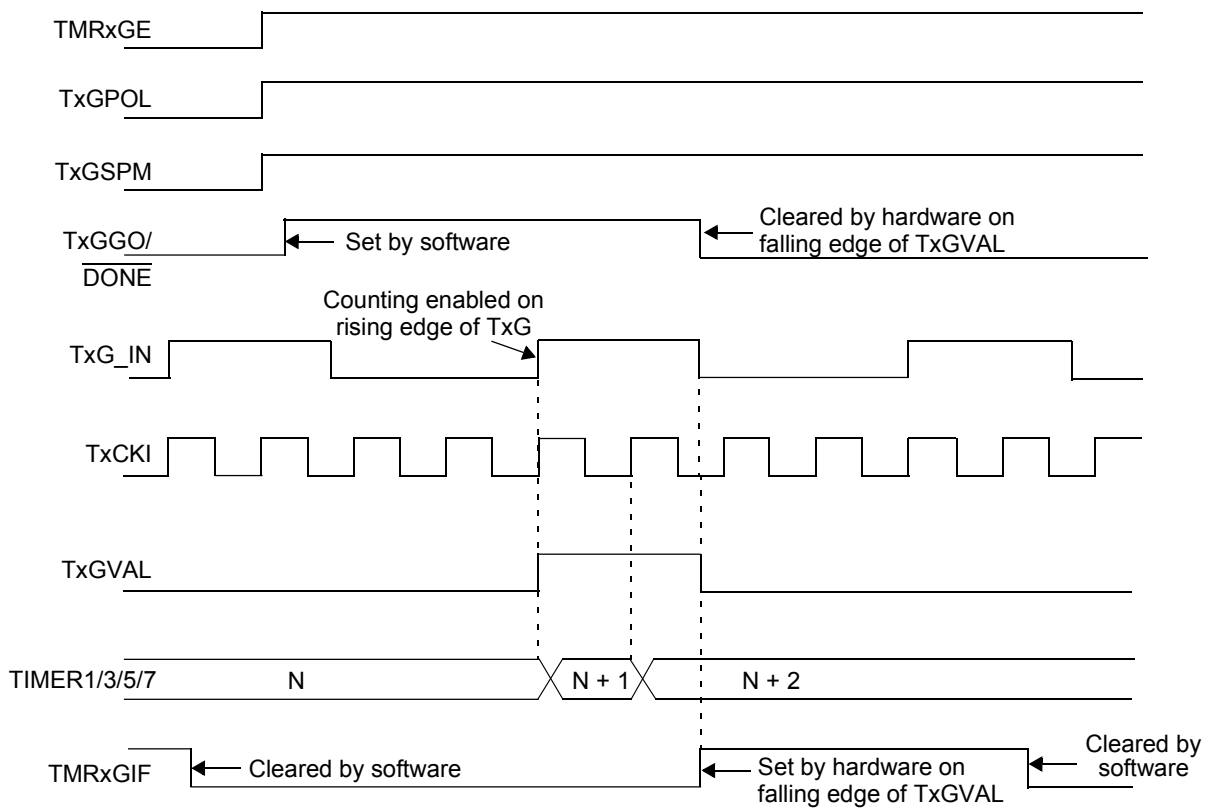 TMRxGE
TxGPOL
TxGSPM
TxGGO/
DONE
Set by software
Cleared by hardware on
falling edge of TxGVAL
Counting enabled on
rising edge of TxG
TxG_IN
TxCKI
TxGVAL
TIMER1/3/5/7
N
N + 1
N + 2
TMRxGIF
Cleared by software
Set by hardware on
falling edge of TxGVAL
Cleared by
software